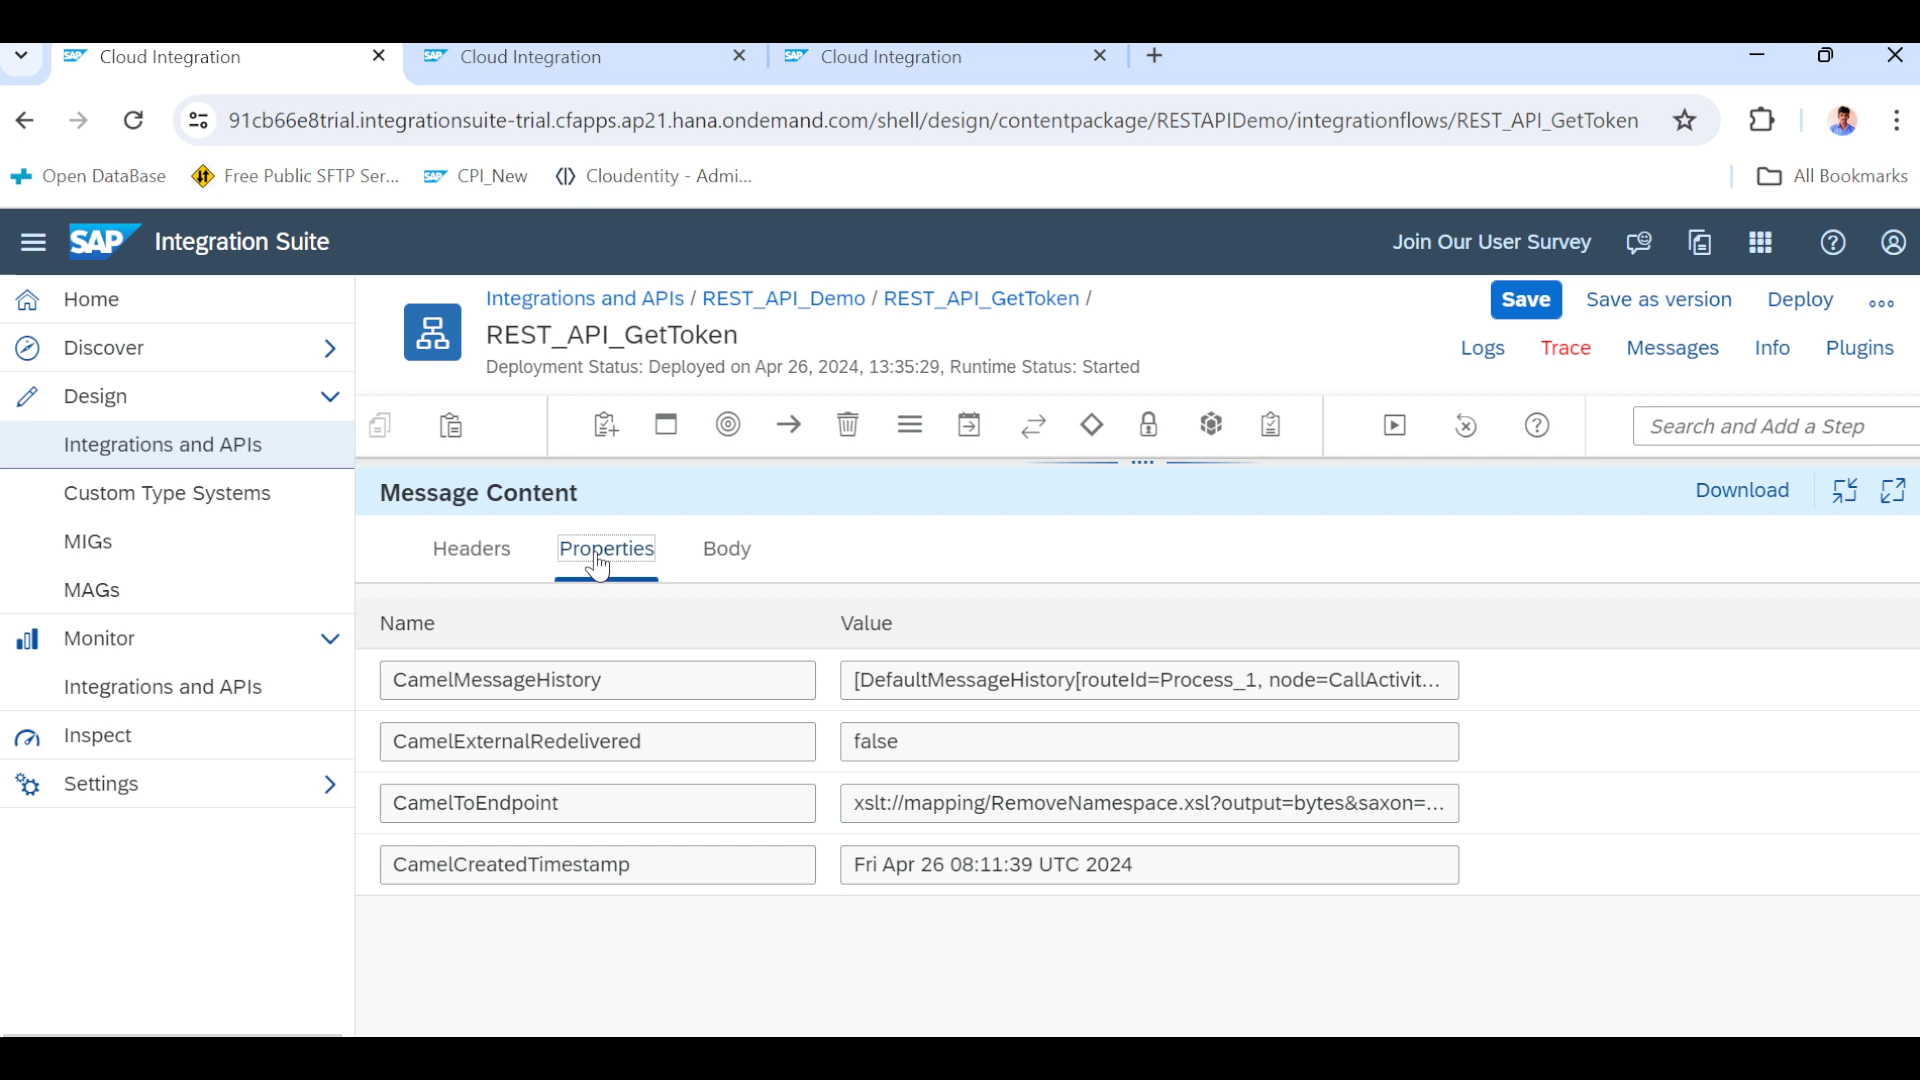 Cloud Integration
Cloud Integration
Cloud Integration
91cb66e8trial.integrationsuite-trial.cfapps.ap21.hana.ondemand.com/shell/design/contentpackage/RESTAPIDemo/integrationflows/REST_API_GetToken
Open DataBase
Free Public SFTP Ser...
SAP CPI_New
Cloudentity - Admi...
All Bookmarks
SAP Integration Suite
Join Our User Survey
Home
Discover
Design
Integrations and APIs
Custom Type Systems
MIGs
MAGs
Monitor
Integrations and APIs
Inspect
Settings
Integrations and APIs / REST_API_Demo / REST_API_GetToken /
REST_API_GetToken
Deployment Status: Deployed on Apr 26, 2024, 13:35:29, Runtime Status: Started
Save Save as version Deploy
Logs Trace Messages Info Plugins
Search and Add a Step
Message Content
Download
Headers Properties Body
Name Value
CamelMessageHistory [DefaultMessageHistory[routeId=Process_1, node=CallActivit...
CamelExternalRedelivered false
CamelToEndpoint xslt://mapping/RemoveNamespace.xsl?output=bytes&saxon=...
CamelCreatedTimestamp Fri Apr 26 08:11:39 UTC 2024